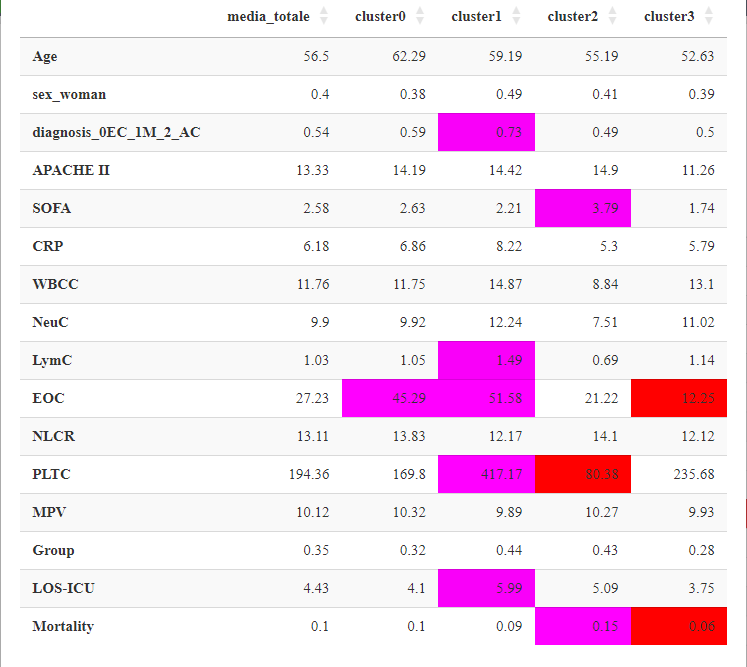 media_totale cluster0 cluster1 cluster2 cluster3
Age 56.5 62.29 59.19 55.19 52.63
sex_woman 0.4 0.38 0.49 0.41 0.39
diagnosis_0EC_1M_2_AC 0.54 0.59 0.73 0.49 0.5
APACHE II 13.33 14.19 14.42 14.9 11.26
SOFA 2.58 2.63 2.21 3.79 1.74
CRP 6.18 6.86 8.22 5.3 5.79
WBCC 11.76 11.75 14.87 8.84 13.1
NeuC 9.9 9.92 12.24 7.51 11.02
LymC 1.03 1.05 1.49 0.69 1.14
EOC 27.23 45.29 51.58 21.22 12.25
NLCR 13.11 13.83 12.17 14.1 12.12
PLTC 194.36 169.8 417.17 80.38 235.68
MPV 10.12 10.32 9.89 10.27 9.93
Group 0.35 0.32 0.44 0.43 0.28
LOS-ICU 4.43 4.1 5.99 5.09 3.75
Mortality 0.1 0.1 0.09 0.15 0.06